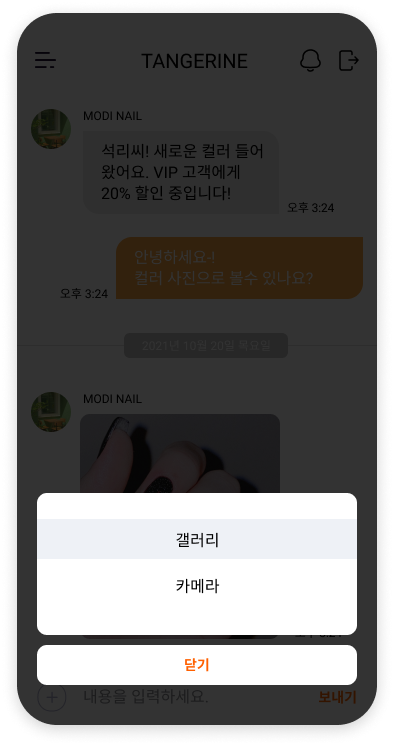 TANGERINE
MODI NAIL
석리씨! 새로운 컬러 들어
왔어요. VIP 고객에게
20% 할인 중입니다!
오후 3:24
안녕하세요~!
컬러 사진으로 볼수 있나요?
오후 3:24
2021년 10월 20일 목요일
MODI NAIL
갤러리
카메라
닫기
내용을 입력하세요.
보내기